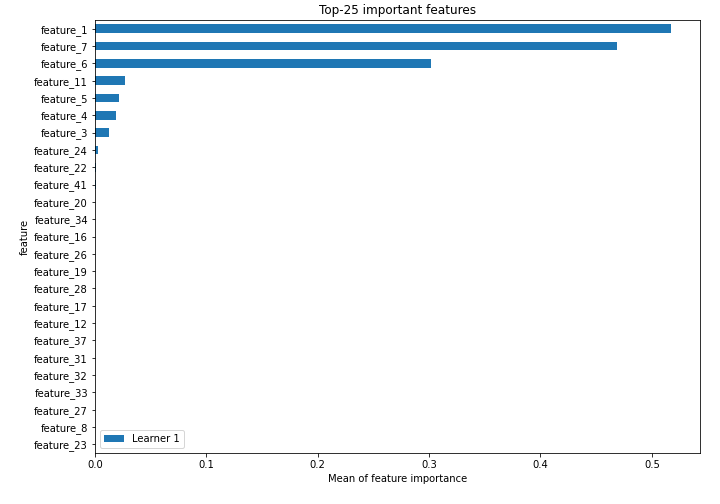 Top-25 important features
feature_1
feature_7
feature_6
feature_11
feature_5
feature_4
feature_3
feature_24
feature_22
feature_41
feature_20
feature_34
feature_16
feature_26
feature_19
feature_28
feature_17
feature_12
feature_37
feature_31
feature_32
feature_33
feature_27
feature_8
feature_23
feature
Learner 1
0.0 0.1 0.2 0.3 0.4 0.5
Mean of feature importance